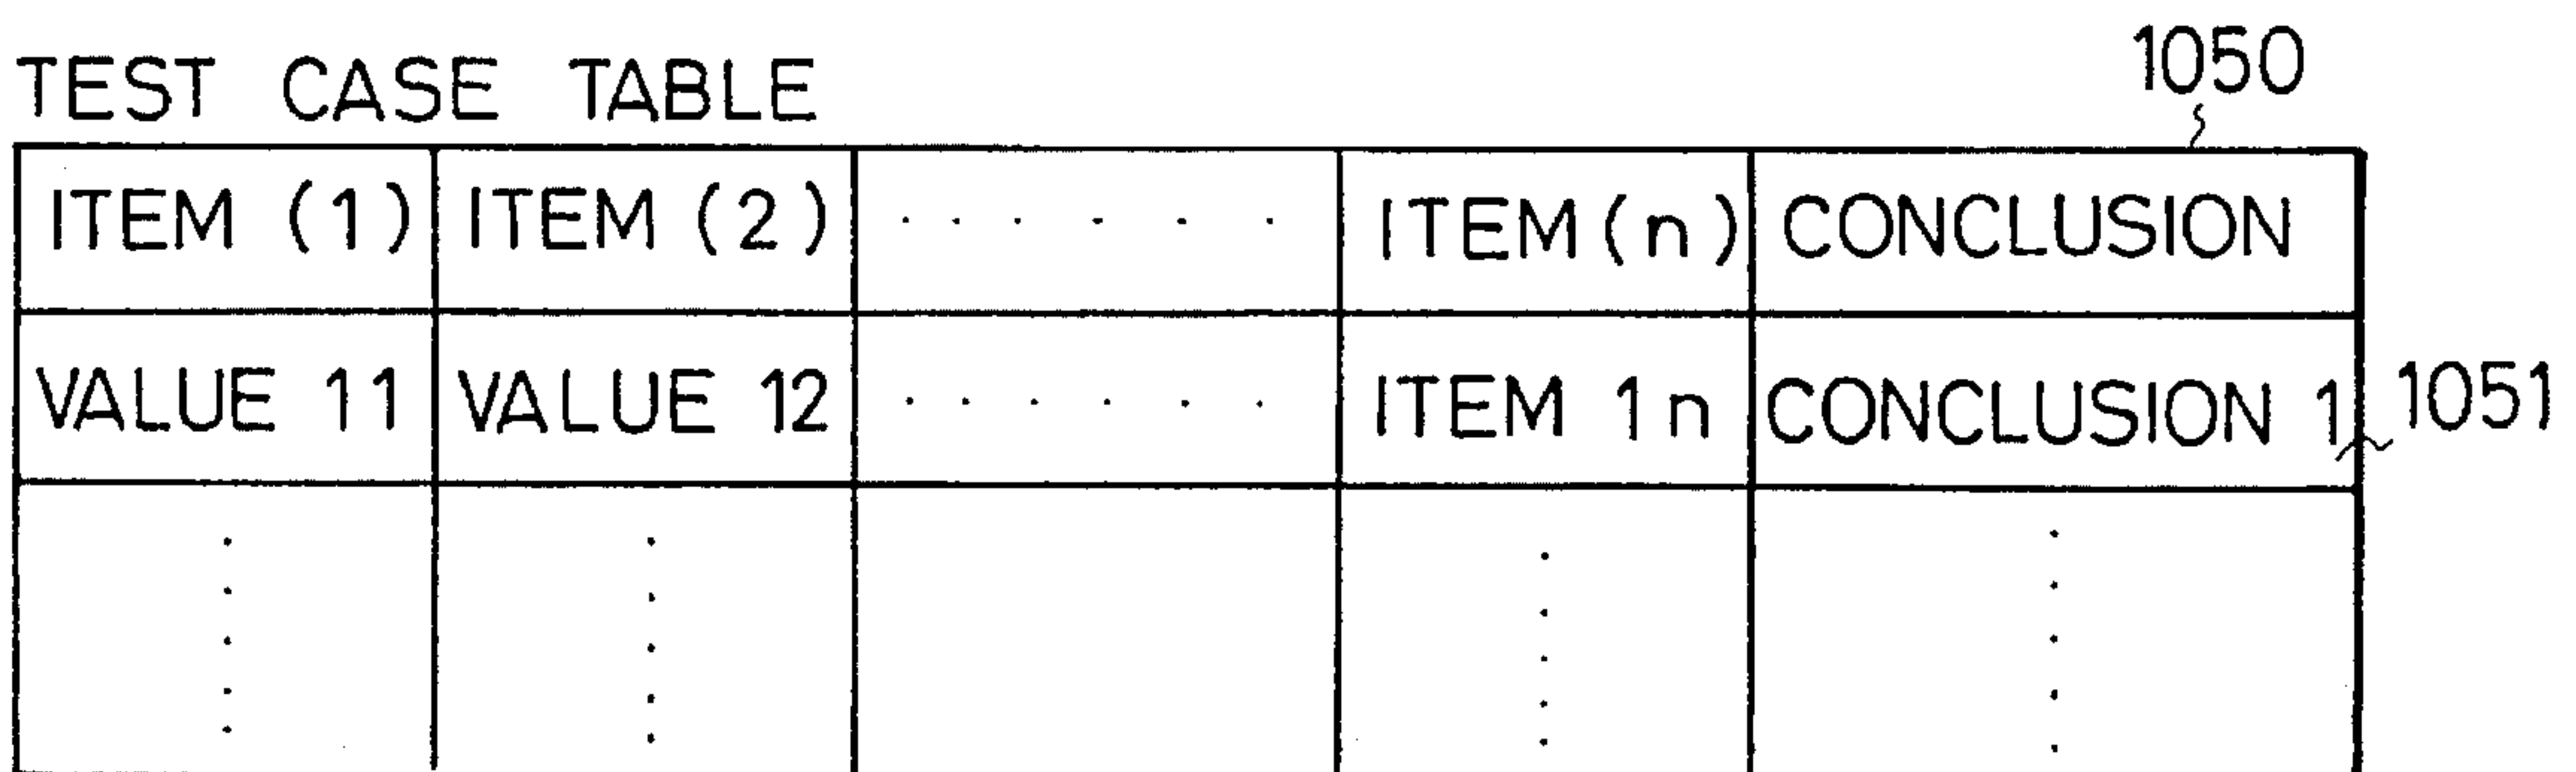 1050
TEST CASE TABLE
ITEM (1) ITEM (2) . . . . . . ITEM(n) CONCLUSION
VALUE 11 VALUE 12 . . . . . . ITEM 1n CONCLUSION 1 1051